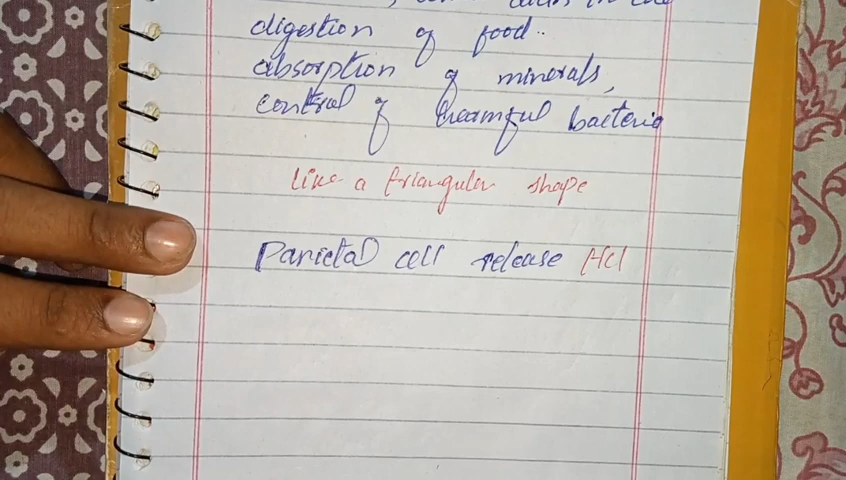 digestion of food..
absorption of minerals,
control of harmful bacteria
like a triangular shape
Parietal cell release Hcl